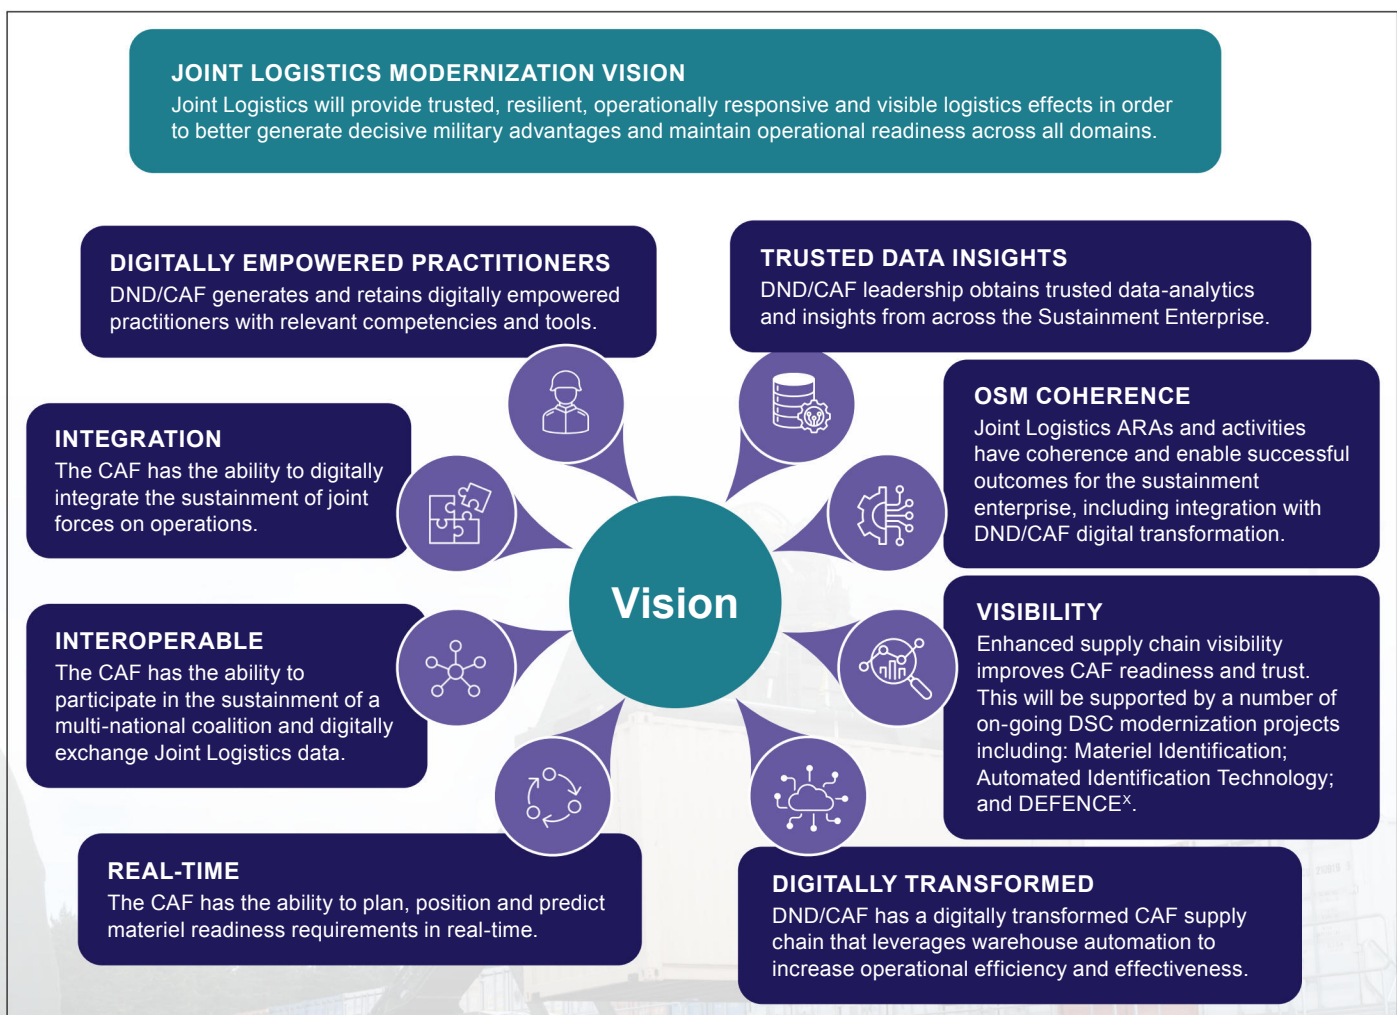 JOINT LOGISTICS MODERNIZATION VISION
Joint Logistics will provide trusted, resilient, operationally responsive and visible logistics effects in order
to better generate decisive military advantages and maintain operational readiness across all domains.
DIGITALLY EMPOWERED PRACTITIONERS
DND/CAF generates and retains digitally empowered
practitioners with relevant competencies and tools.
TRUSTED DATA INSIGHTS
DND/CAF leadership obtains trusted data-analytics
and insights from across the Sustainment Enterprise.
INTEGRATION
The CAF has the ability to digitally
integrate the sustainment of joint
forces on operations.
OSM COHERENCE
Joint Logistics ARAs and activities
have coherence and enable successful
outcomes for the sustainment
enterprise, including integration with
DND/CAF digital transformation.
Vision
INTEROPERABLE
The CAF has the ability to
participate in the sustainment of a
multi-national coalition and digitally
exchange Joint Logistics data.
VISIBILITY
Enhanced supply chain visibility
improves CAF readiness and trust.
This will be supported by a number of
on-going DSC modernization projects
including: Materiel Identification;
Automated Identification Technology;
and DEFENCEˣ.
REAL-TIME
The CAF has the ability to plan, position and predict
materiel readiness requirements in real-time.
DIGITALLY TRANSFORMED
DND/CAF has a digitally transformed CAF supply
chain that leverages warehouse automation to
increase operational efficiency and effectiveness.